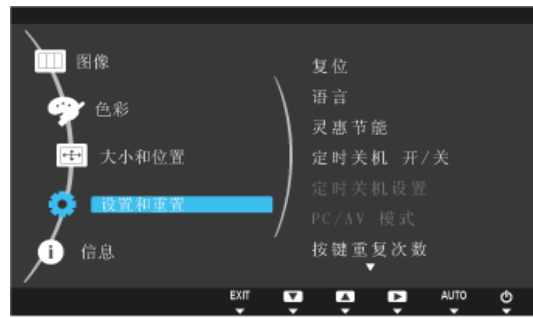 图像
色彩
大小和位置
设置和重置
信息
复位
语言
灵惠节能
定时关机 开/关
定时关机设置
PC/AV 模式
按键重复次数
EXIT
AUTO